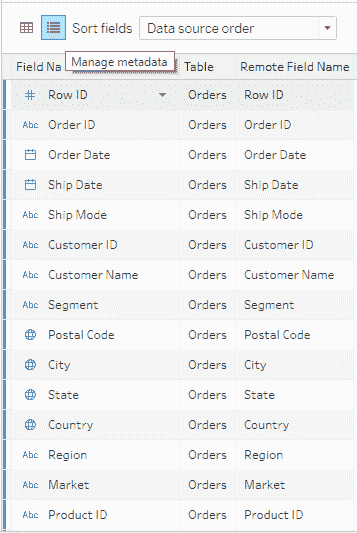 Sort fields Data source order
Manage metadata
Field Na Table Remote Field Name
# Row ID Orders Row ID
Abc Order ID Orders Order ID
Order Date Orders Order Date
Ship Date Orders Ship Date
Abc Ship Mode Orders Ship Mode
Abc Customer ID Orders Customer ID
Abc Customer Name Orders Customer Name
Abc Segment Orders Segment
Postal Code Orders Postal Code
City Orders City
State Orders State
Country Orders Country
Abc Region Orders Region
Abc Market Orders Market
Abc Product ID Orders Product ID